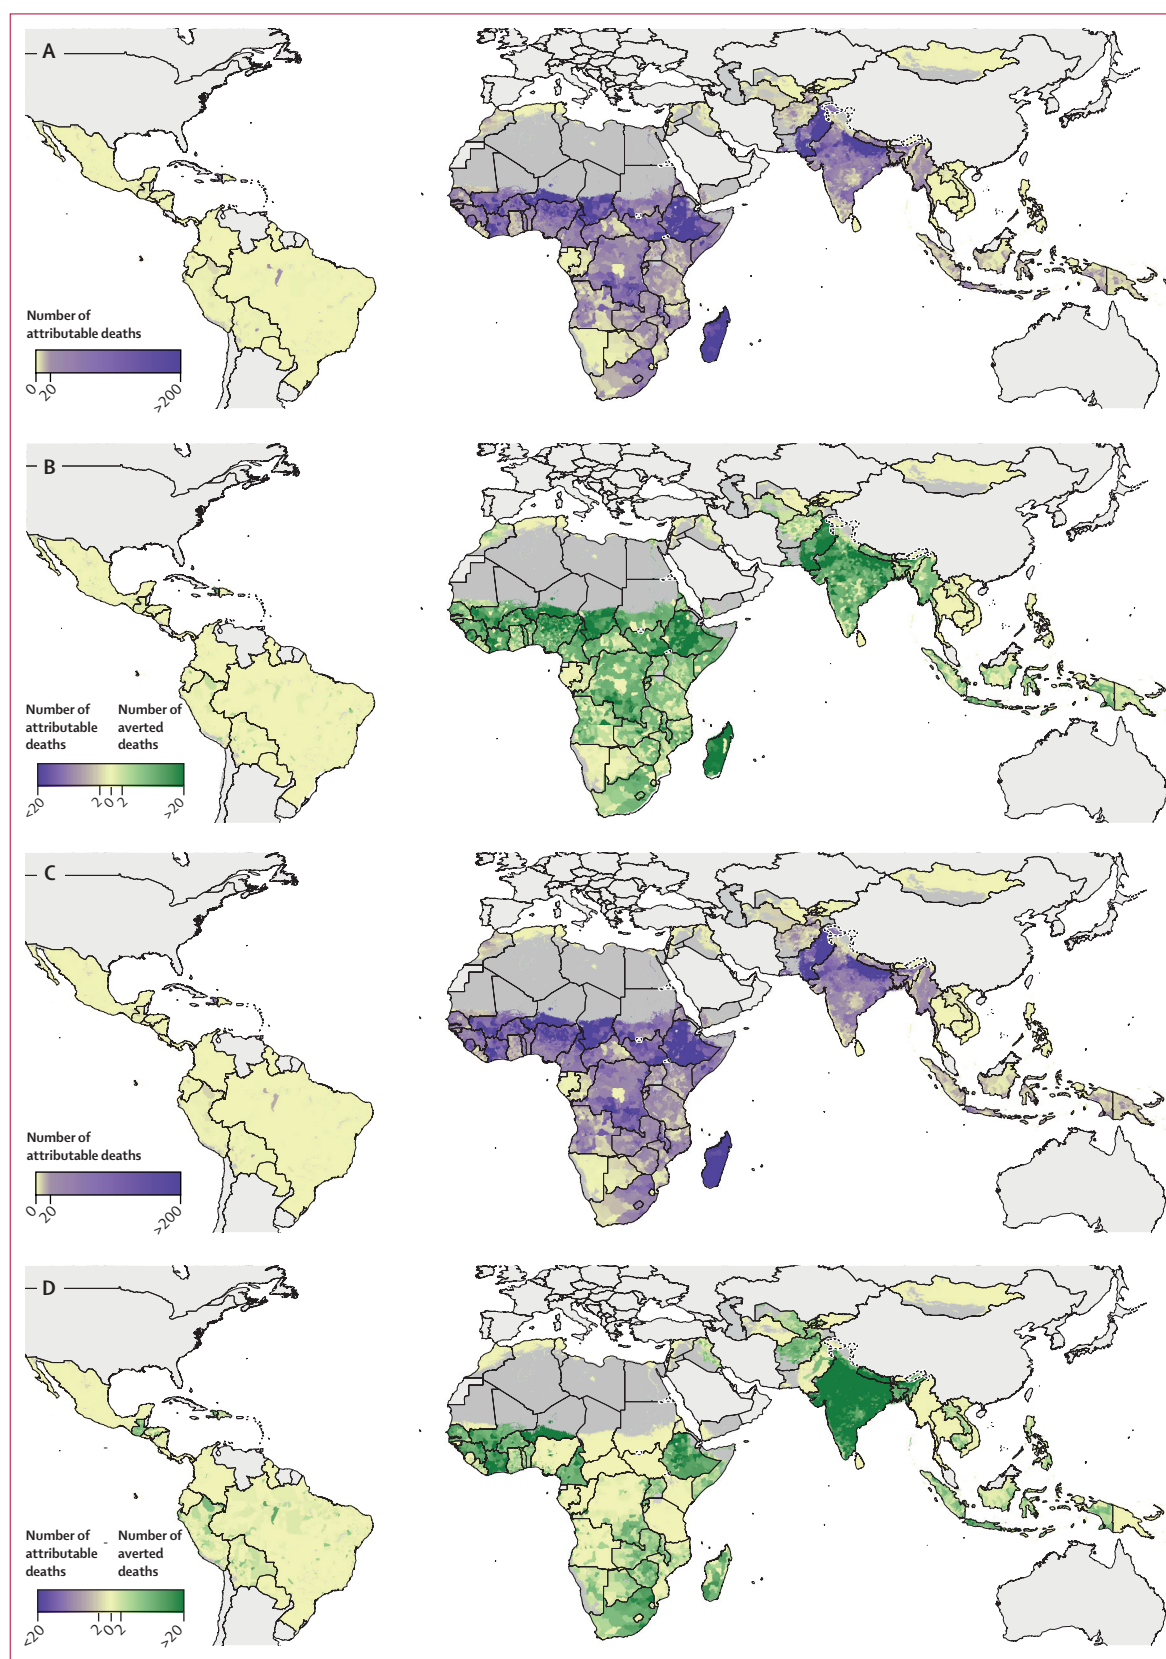 A
Number of
attributable deaths
0
20
>200
B
Number of
attributable
deaths
Number of
averted
deaths
<20
2
0
2
>20
C
Number of
attributable deaths
0
20
>200
D
Number of
attributable
deaths
Number of
averted
deaths
<20
2
0
2
>20